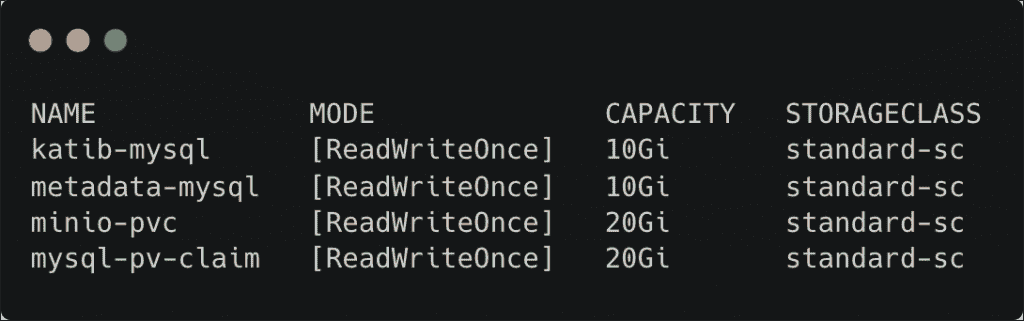 NAME MODE CAPACITY STORAGECLASS
katib-mysql [ReadWriteOnce] 10Gi standard-sc
metadata-mysql [ReadWriteOnce] 10Gi standard-sc
minio-pvc [ReadWriteOnce] 20Gi standard-sc
mysql-pv-claim [ReadWriteOnce] 20Gi standard-sc